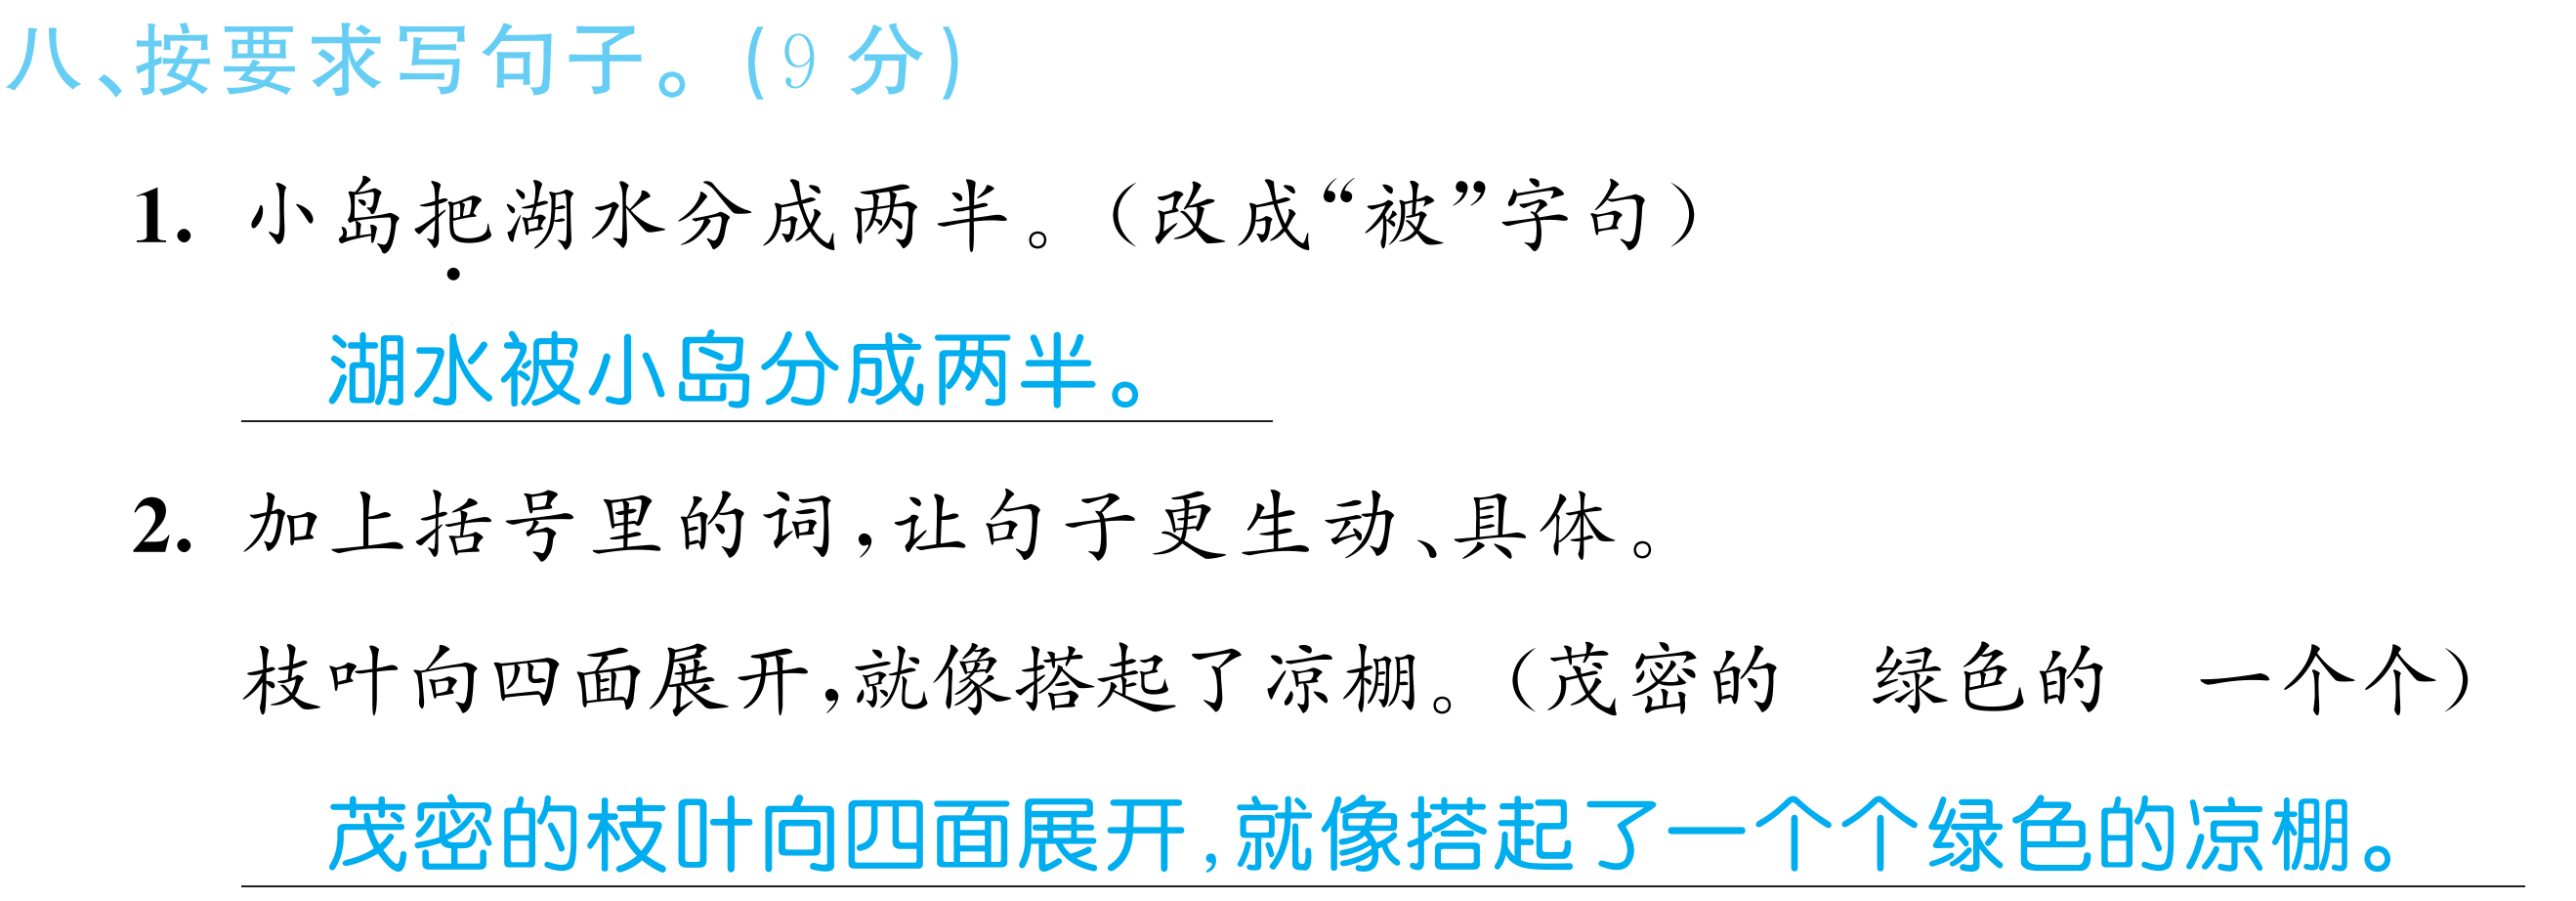 八、按要求写句子。(9 分)
1. 小岛把湖水分成两半。(改成“被”字句)
湖水被小岛分成两半。
2. 加上括号里的词,让句子更生动、具体。
枝叶向四面展开,就像搭起了凉棚。(茂密的 绿色的 一个个)
茂密的枝叶向四面展开,就像搭起了一个个绿色的凉棚。